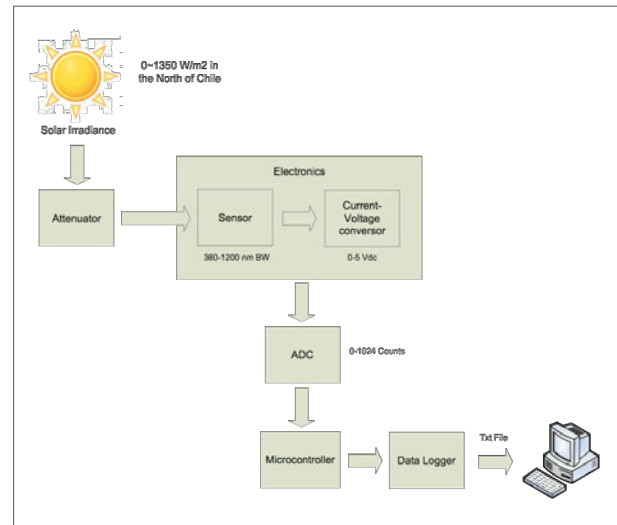 0~1350 W/m2 in
the North of Chile
Solar Irradiance
Electronics
Attenuator
Sensor
Current-
Voltage
conversor
380-1200 nm BW
0-5 Vdc
ADC
0-1024 Counts
Microcontroller
Data Logger
Txt File